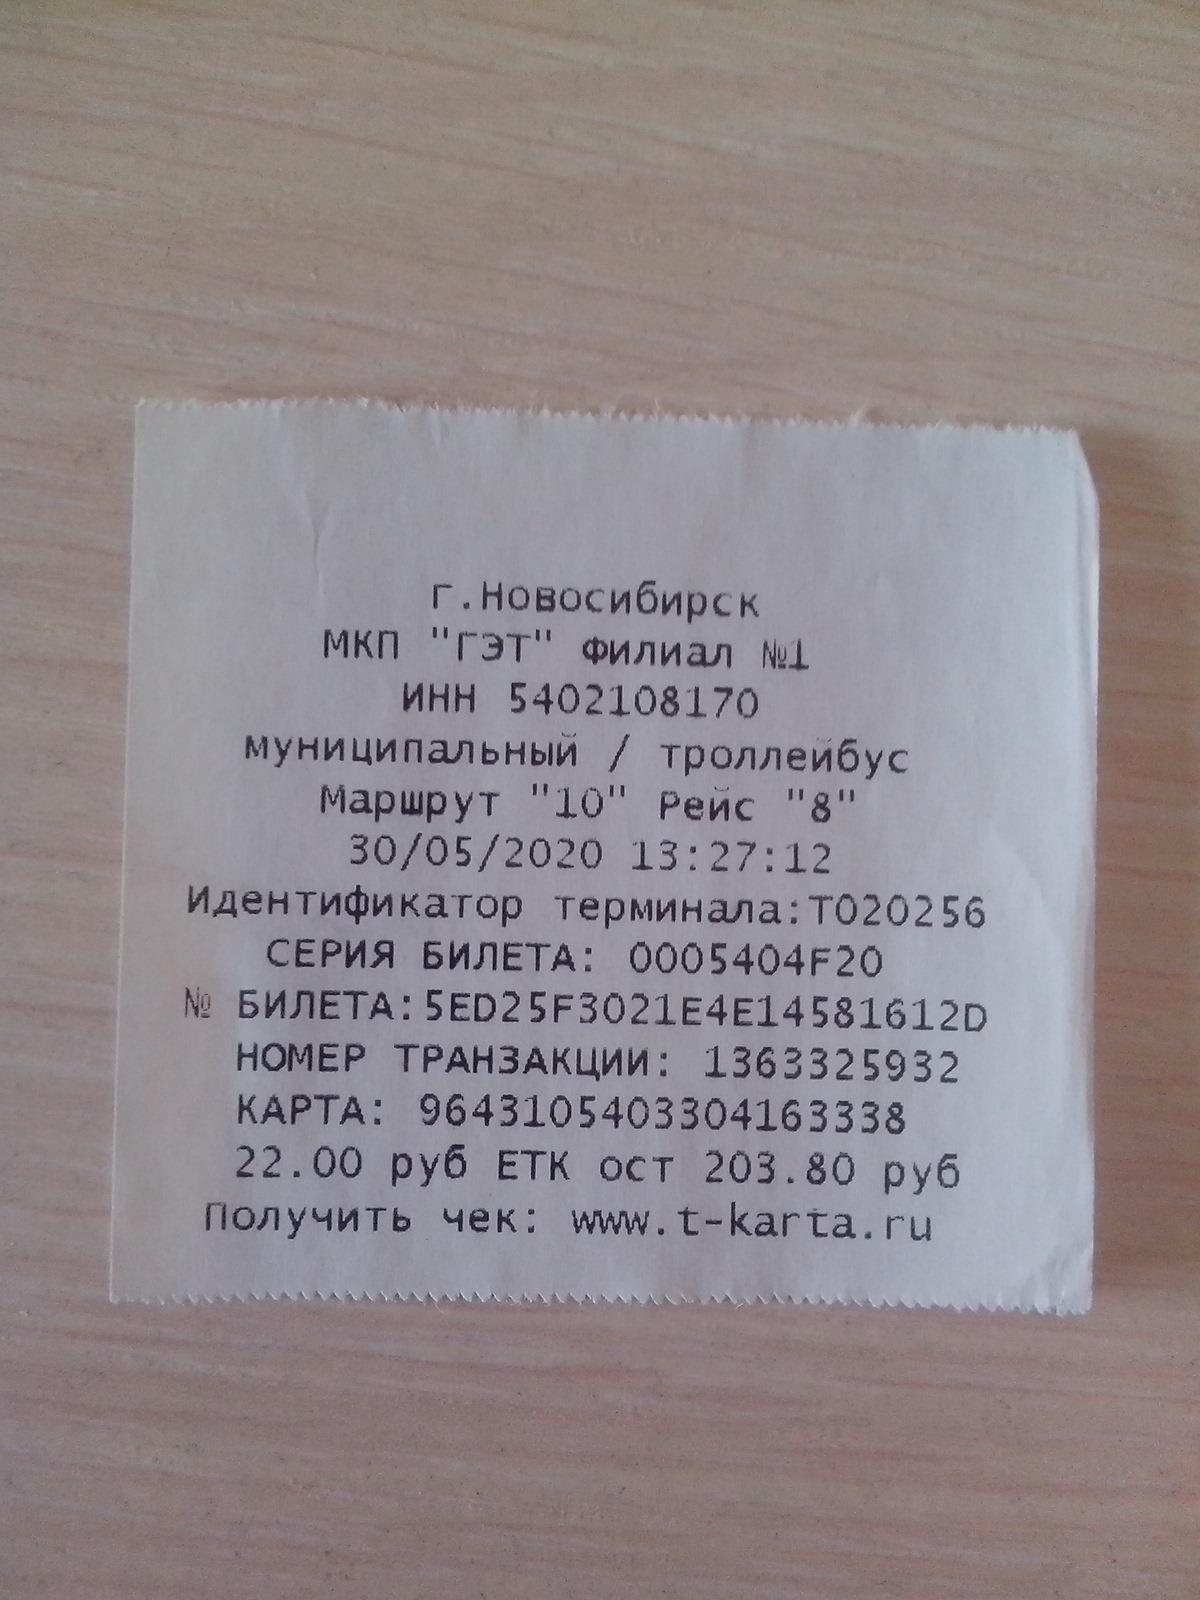 г.Новосибирск
МКП "ГЭТ" Филиал №1
ИНН 5402108170
муниципальный / троллейбус
Маршрут "10" Рейс "8"
30/05/2020 13:27:12
Идентификатор терминала:Т020256
СЕРИЯ БИЛЕТА: 0005404F20
№ БИЛЕТА:5ED25F3021E4E14581612D
НОМЕР ТРАНЗАКЦИИ: 1363325932
КАРТА: 9643105403304163338
22.00 руб ЕТК ост 203.80 руб
Получить чек: www.t-karta.ru